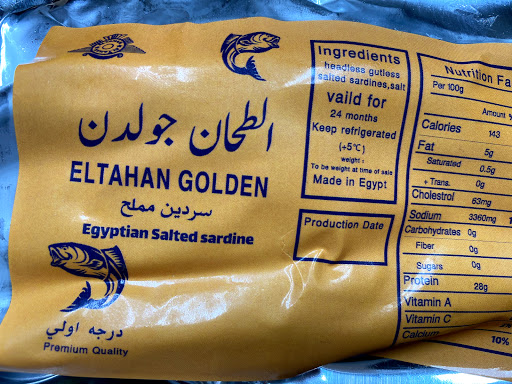 الطحان جولدن
ELTAHAN GOLDEN
سردين مملح
Egyptian Salted sardine
درجه اولي
Premium Quality
Ingredients
headless gutless
salted sardines,salt
vaild for
24 months
Keep refrigerated
(+5℃)
weight :
To be weight at time of sale
Made in Egypt
Production Date
Nutrition Fa
Per 100g
Amount
Calories 143
Fat 5g
Saturated 0.5g
+ Trans. 0g
Cholestrol 63mg
Sodium 3360mg 1
Carbohydrates 0g
Fiber 0g
Sugars 0g
Protein 28g
Vitamin A
Vitamin C
Calcium 10%